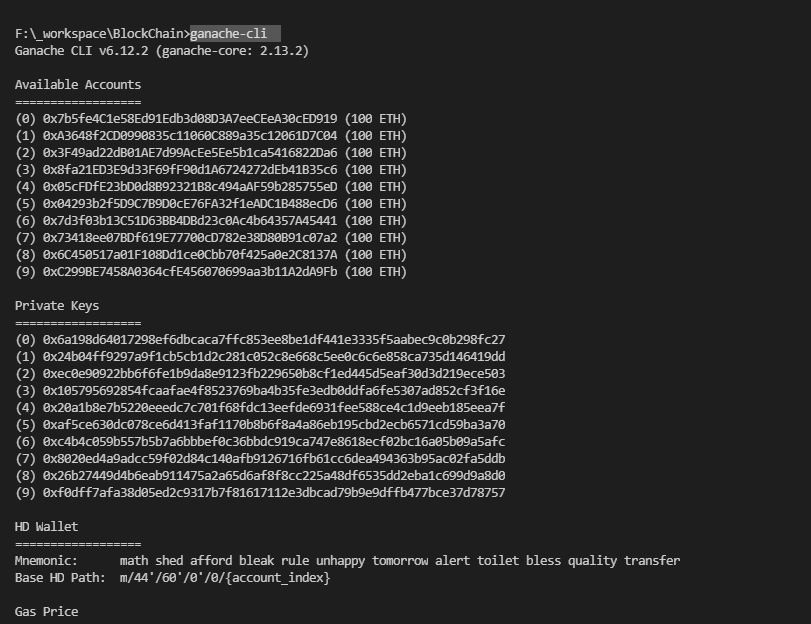 F:\_workspace\BlockChain>ganache-cli
Ganache CLI v6.12.2 (ganache-core: 2.13.2)
Available Accounts
==================
(0) 0x7b5fe4C1e58Ed91Edb3d08D3A7eeCEeA30cED919 (100 ETH)
(1) 0xA3648f2CD0990835c11060C889a35c12061D7C04 (100 ETH)
(2) 0x3F49ad22dB01AE7d99AcEe5Ee5b1ca5416822Da6 (100 ETH)
(3) 0x8fa21ED3E9d33F69fF90d1A6724272dEb41B35c6 (100 ETH)
(4) 0x05cFDfE23bD0d8B92321B8c494aAF59b285755eD (100 ETH)
(5) 0x04293b2f5D9C7B9D0cE76FA32f1eADC1B488ecD6 (100 ETH)
(6) 0x7d3f03b13C51D63BB4DBd23c0Ac4b64357A45441 (100 ETH)
(7) 0x73418ee07BDf619E77700cD782e38D80B91c07a2 (100 ETH)
(8) 0x6C450517a01F108Dd1ce0Cbb70f425a0e2C8137A (100 ETH)
(9) 0xC299BE7458A0364cfE456070699aa3b11A2dA9Fb (100 ETH)
Private Keys
==================
(0) 0x6a198d64017298ef6dbcaca7ffc853ee8be1df441e3335f5aabec9c0b298fc27
(1) 0x24b04ff9297a9f1cb5cb1d2c281c052c8e668c5ee0c6c6e858ca735d146419dd
(2) 0xec0e90922bb6f6fe1b9da8e9123fb229650b8cf1ed445d5eaf30d3d219ece503
(3) 0x105795692854fcaafae4f8523769ba4b35fe3edb0ddfa6fe5307ad852cf3f16e
(4) 0x20a1b8e7b5220eeedc7c701f68fdc13eefde6931fee588ce4c1d9eeb185eea7f
(5) 0xaf5ce630dc078ce6d413faf1170b8b6f8a4a86eb195cbd2ecb6571cd59ba3a70
(6) 0xc4b4c059b557b5b7a6bbbef0c36bbdc919ca747e8618ecf02bc16a05b09a5afc
(7) 0x8020ed4a9adcc59f02d84c140afb9126716fb61cc6dea494363b95ac02fa5ddb
(8) 0x26b27449d4b6eab911475a2a65d6af8f8cc225a48df6535dd2eba1c699d9a8d0
(9) 0xf0dff7afa38d05ed2c9317b7f81617112e3dbcad79b9e9dffb477bce37d78757
HD Wallet
==================
Mnemonic:      math shed afford bleak rule unhappy tomorrow alert toilet bless quality transfer
Base HD Path:  m/44'/60'/0'/0/{account_index}
Gas Price